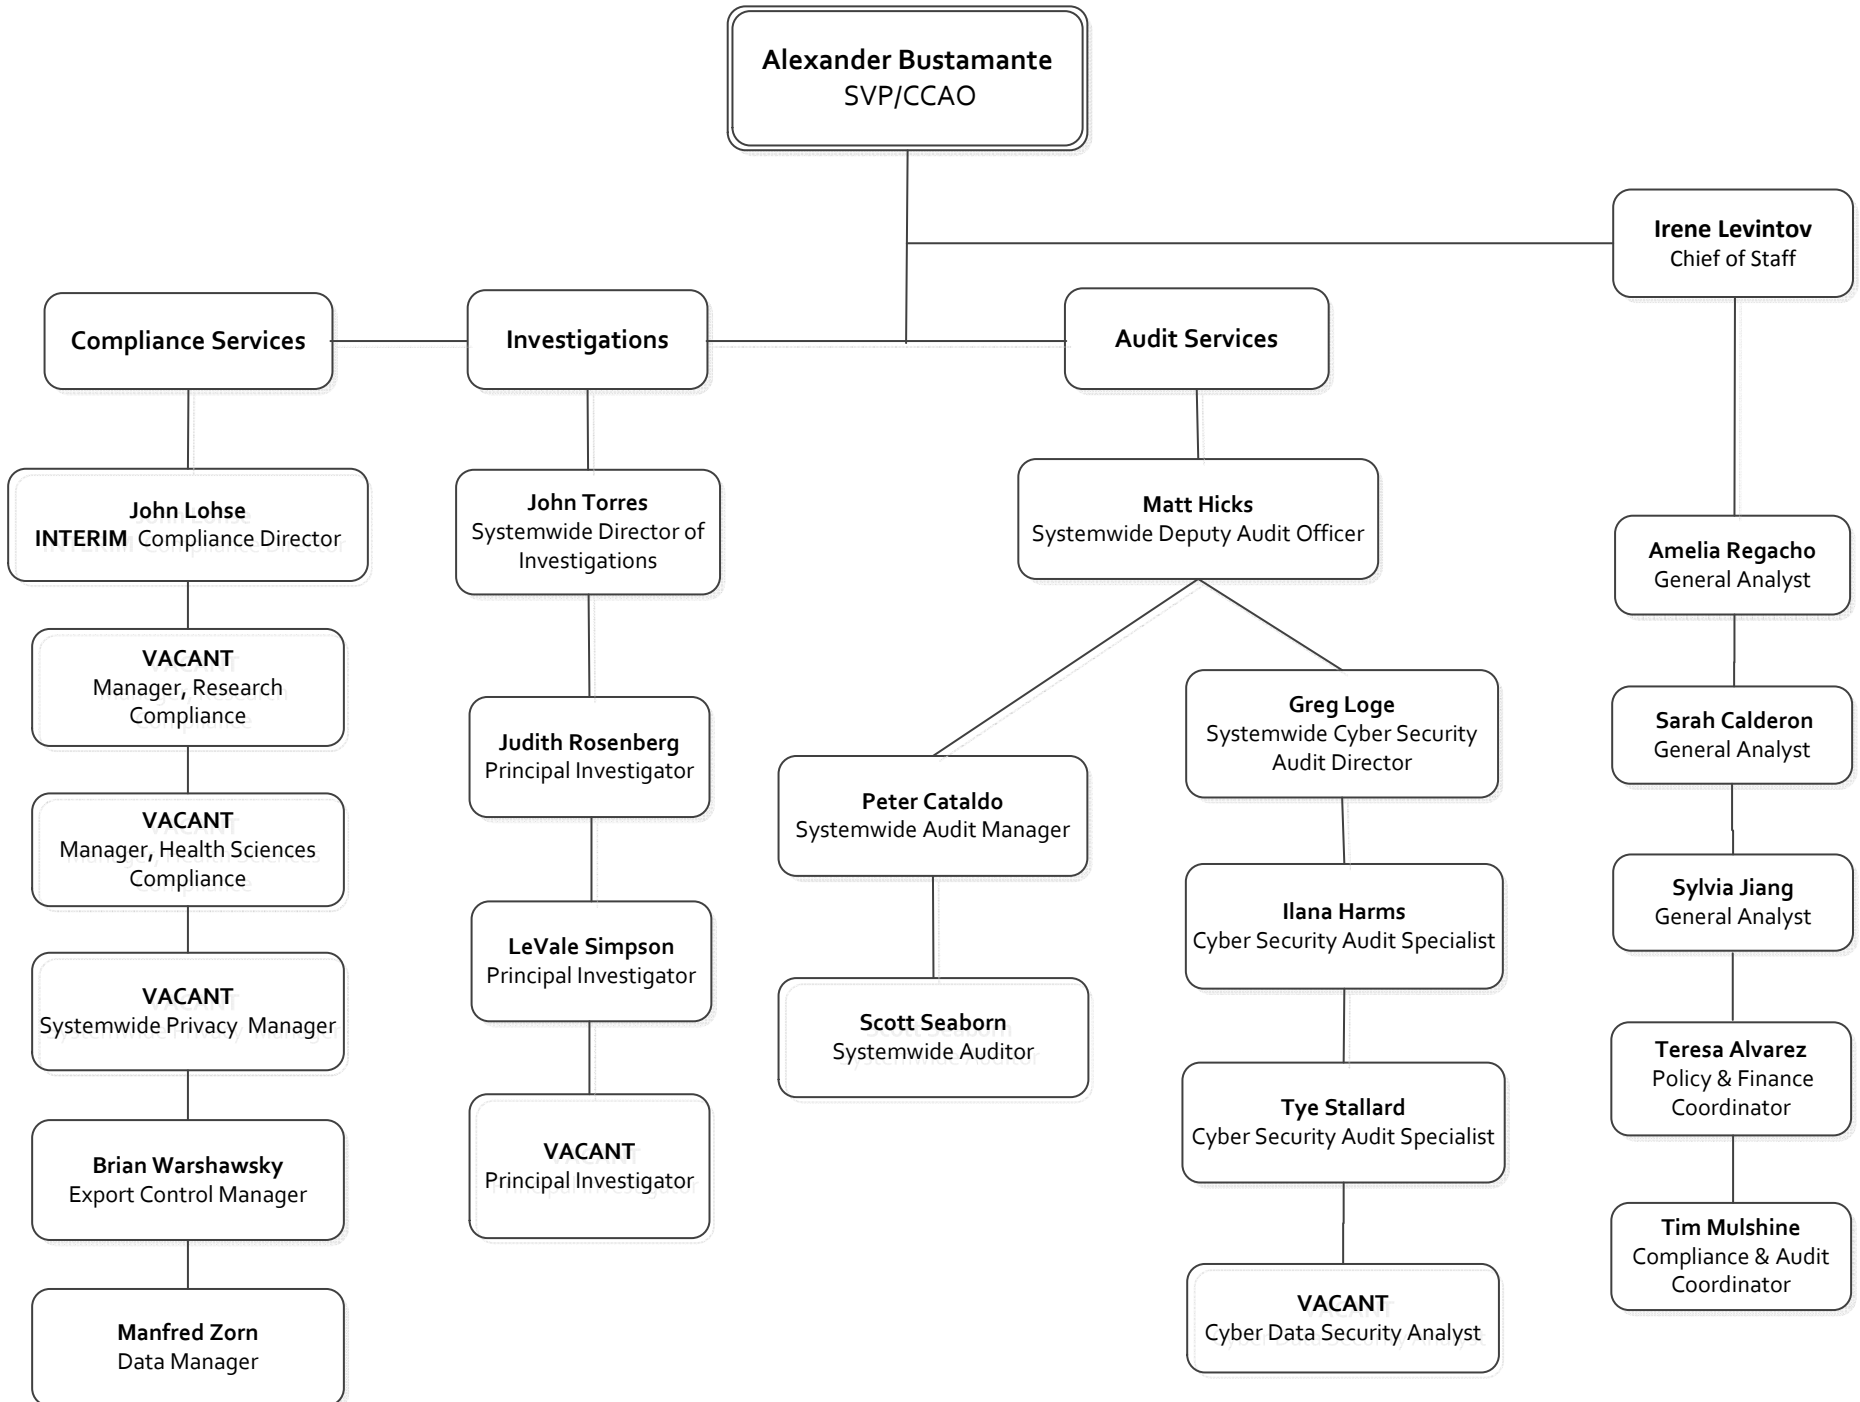 Alexander Bustamante
SVP/CCAO
Irene Levintov
Chief of Staff
Compliance Services
Investigations
Audit Services
John Lohse
INTERIM Compliance Director
VACANT
Manager, Research
Compliance
VACANT
Manager, Health Sciences
Compliance
VACANT
Systemwide Privacy Manager
Brian Warshawsky
Export Control Manager
Manfred Zorn
Data Manager
John Torres
Systemwide Director of
Investigations
Judith Rosenberg
Principal Investigator
LeVale Simpson
Principal Investigator
VACANT
Principal Investigator
Matt Hicks
Systemwide Deputy Audit Officer
Peter Cataldo
Systemwide Audit Manager
Scott Seaborn
Systemwide Auditor
Greg Loge
Systemwide Cyber Security
Audit Director
Ilana Harms
Cyber Security Audit Specialist
Tye Stallard
Cyber Security Audit Specialist
VACANT
Cyber Data Security Analyst
Amelia Regacho
General Analyst
Sarah Calderon
General Analyst
Sylvia Jiang
General Analyst
Teresa Alvarez
Policy & Finance
Coordinator
Tim Mulshine
Compliance & Audit
Coordinator